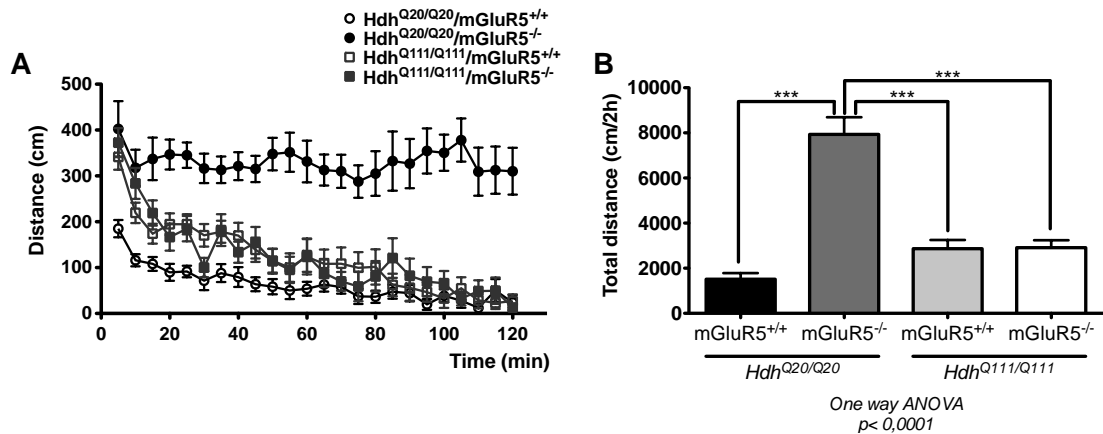 Hdh^Q20/Q20/mGluR5^+/+
Hdh^Q20/Q20/mGluR5^-/-
Hdh^Q111/Q111/mGluR5^+/+
Hdh^Q111/Q111/mGluR5^-/-
A
500
400
300
200
100
0
Distance (cm)
0 20 40 60 80 100 120
Time (min)
B
10000
8000
6000
4000
2000
0
Total distance (cm/2h)
***
*** ***
mGluR5^+/+ mGluR5^-/- mGluR5^+/+ mGluR5^-/-
Hdh^Q20/Q20 Hdh^Q111/Q111
One way ANOVA
p< 0,0001